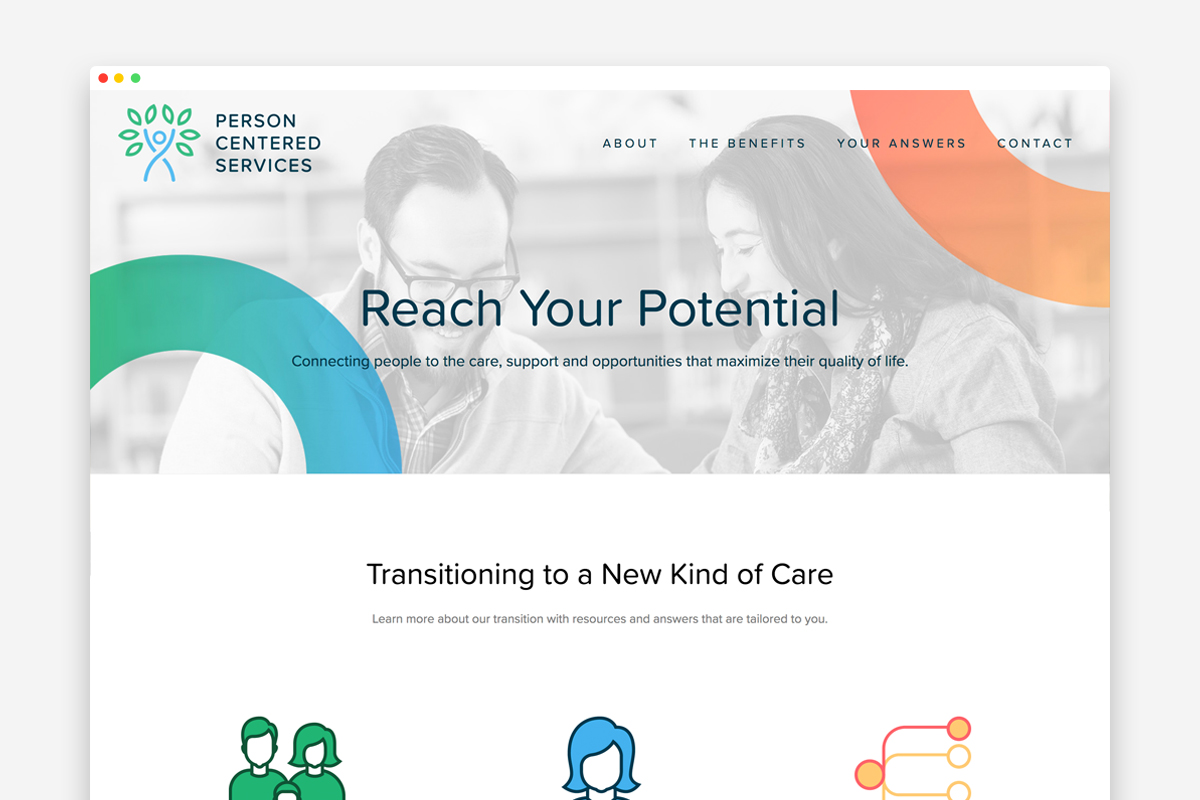 PERSON
CENTERED
SERVICES
ABOUT THE BENEFITS YOUR ANSWERS CONTACT
Reach Your Potential
Connecting people to the care, support and opportunities that maximize their quality of life.
Transitioning to a New Kind of Care
Learn more about our transition with resources and answers that are tailored to you.